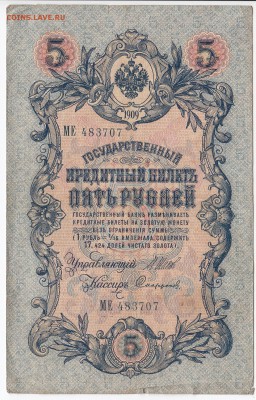 COINS.LAVE.RU
5 5
1909
МЕ 483707
ГОСУДАРСТВЕННЫЙ
КРЕДИТНЫЙ БИЛЕТЪ
ПЯТЬ РУБЛЕЙ
ГОСУДАРСТВЕННЫЙ БАНКЪ РАЗМѢНИВАЕТЪ
КРЕДИТНЫЕ БИЛЕТЫ НА ЗОЛОТУЮ МОНЕТУ
БЕЗЪ ОГРАНИЧЕНІЯ СУММЫ
(1 РУБЛЬ = 1/15 ИМПЕРІАЛА, СОДЕРЖИТЪ
17,424 ДОЛЕЙ ЧИСТАГО ЗОЛОТА)
Управляющій
Кассиръ
МЕ 483707
5